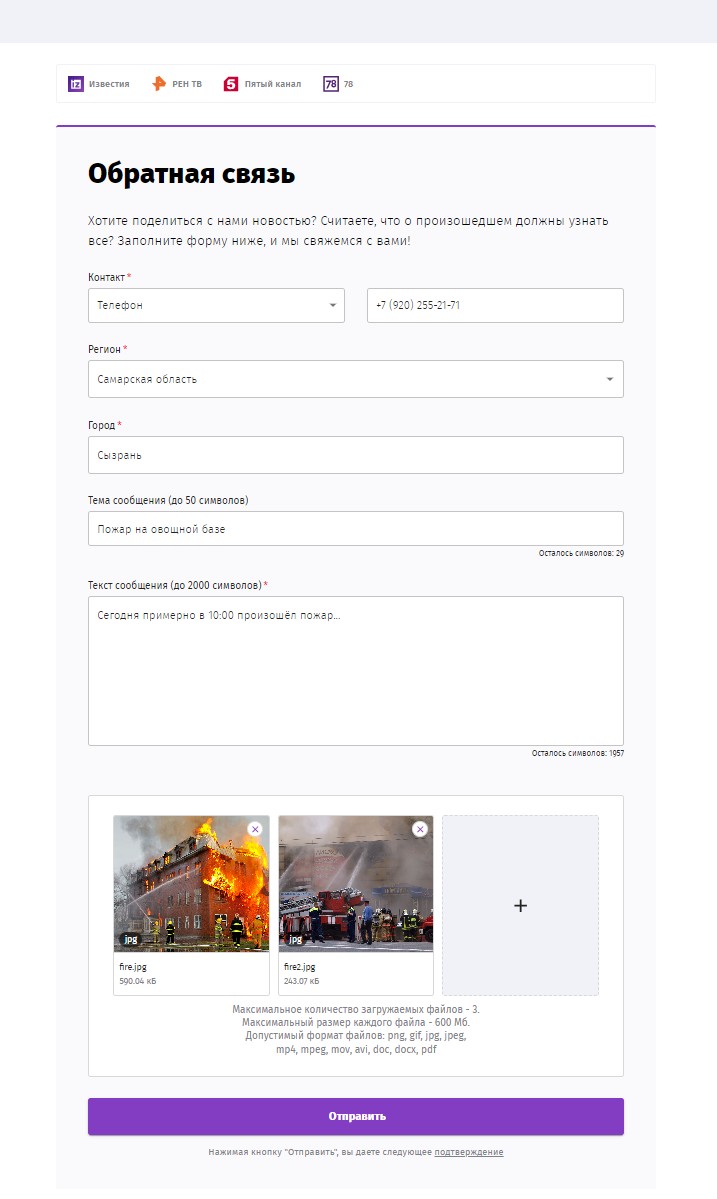 iz Известия РЕН ТВ 5 Пятый канал 78 78
Обратная связь
Хотите поделиться с нами новостью? Считаете, что о произошедшем должны узнать
все? Заполните форму ниже, и мы свяжемся с вами!
Контакт *
Телефон +7 (920) 255-21-71
Регион *
Самарская область
Город *
Сызрань
Тема сообщения (до 50 символов)
Пожар на овощной базе
Осталось символов: 29
Текст сообщения (до 2000 символов) *
Сегодня примерно в 10:00 произошёл пожар...
Осталось символов: 1957
jpg jpg
fire.jpg fire2.jpg
590.04 кБ 243.07 кБ
Максимальное количество загружаемых файлов - 3.
Максимальный размер каждого файла - 600 Мб.
Допустимый формат файлов: png, gif, jpg, jpeg,
mp4, mpeg, mov, avi, doc, docx, pdf
Отправить
Нажимая кнопку "Отправить", вы даете следующее подтверждение